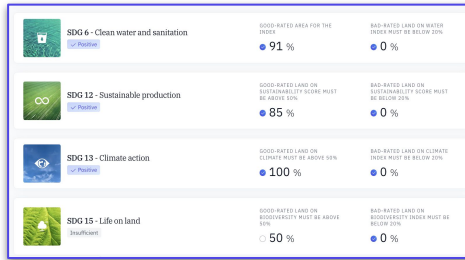 SDG 6 - Clean water and sanitation
Positive
GOOD-RATED AREA FOR THE
INDEX
91 %
BAD-RATED LAND ON WATER
INDEX MUST BE BELOW 20%
0 %
SDG 12 - Sustainable production
Positive
GOOD-RATED LAND ON
SUSTAINABILITY SCORE MUST
BE ABOVE 50%
85 %
BAD-RATED LAND ON
SUSTAINABILITY SCORE MUST
BE BELOW 20%
0 %
SDG 13 - Climate action
Positive
GOOD-RATED LAND ON
CLIMATE MUST BE ABOVE 50%
100 %
BAD-RATED LAND ON CLIMATE
INDEX MUST BE BELOW 20%
0 %
SDG 15 - Life on land
Insufficient
GOOD-RATED LAND ON
BIODIVERSITY MUST BE ABOVE
50%
50 %
BAD-RATED LAND ON
BIODIVERSITY INDEX MUST BE
BELOW 20%
0 %